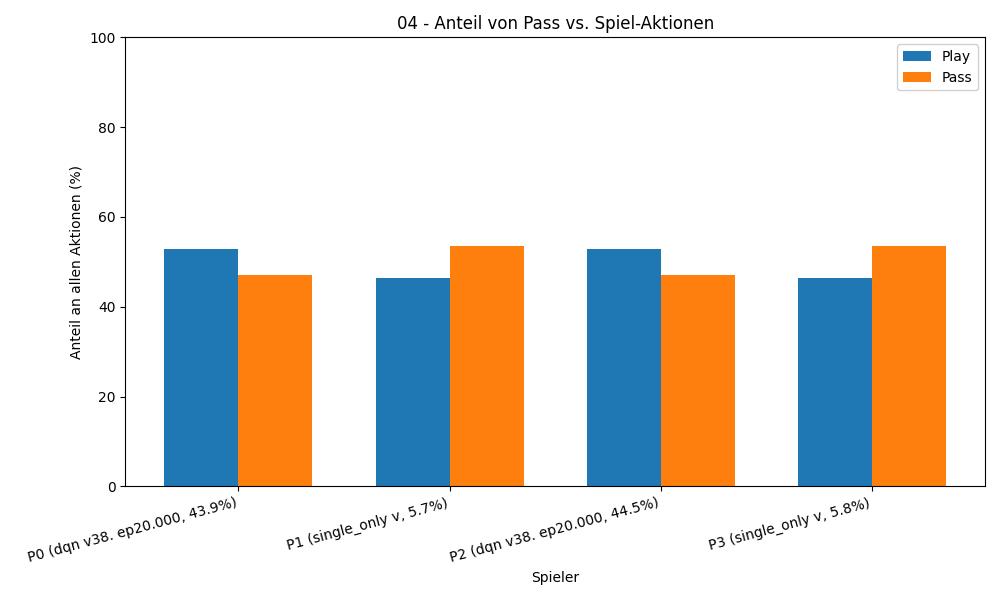 04 - Anteil von Pass vs. Spiel-Aktionen
Play
Pass
Anteil an allen Aktionen (%)
100
80
60
40
20
0
P0 (dqn v38. ep20.000, 43.9%)
P1 (single_only v, 5.7%)
P2 (dqn v38. ep20.000, 44.5%)
P3 (single_only v, 5.8%)
Spieler